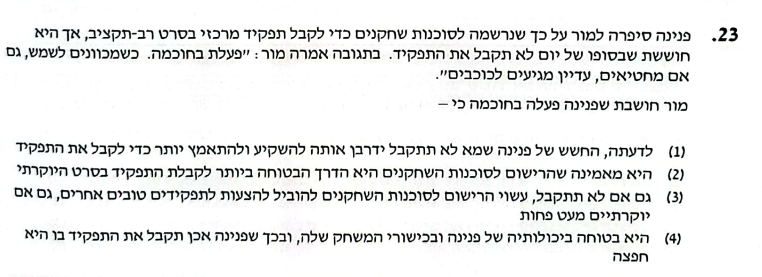 23. פנינה סיפרה למור על כך שנרשמה לסוכנות שחקנים כדי לקבל תפקיד מרכזי בסרט רב-תקציב, אך היא
חוששת שבסופו של יום לא תקבל את התפקיד. בתגובה אמרה מור: "פעלת בחוכמה. כשמכוונים לשמש, גם
אם מחטיאים, עדיין מגיעים לכוכבים".
מור חושבת שפנינה פעלה בחוכמה כי –
(1) לדעתה, החשש של פנינה שמא לא תתקבל ידרבן אותה להשקיע ולהתאמץ יותר כדי לקבל את התפקיד
(2) היא מאמינה שהרישום לסוכנות השחקנים היא הדרך הבטוחה ביותר לקבלת התפקיד בסרט היוקרתי
(3) גם אם לא תתקבל, עשוי הרישום לסוכנות השחקנים להוביל להצעות לתפקידים טובים אחרים, גם אם
יוקרתיים מעט פחות
(4) היא בטוחה ביכולותיה של פנינה ובכישורי המשחק שלה, ובכך שפנינה אכן תקבל את התפקיד בו היא
חפצה